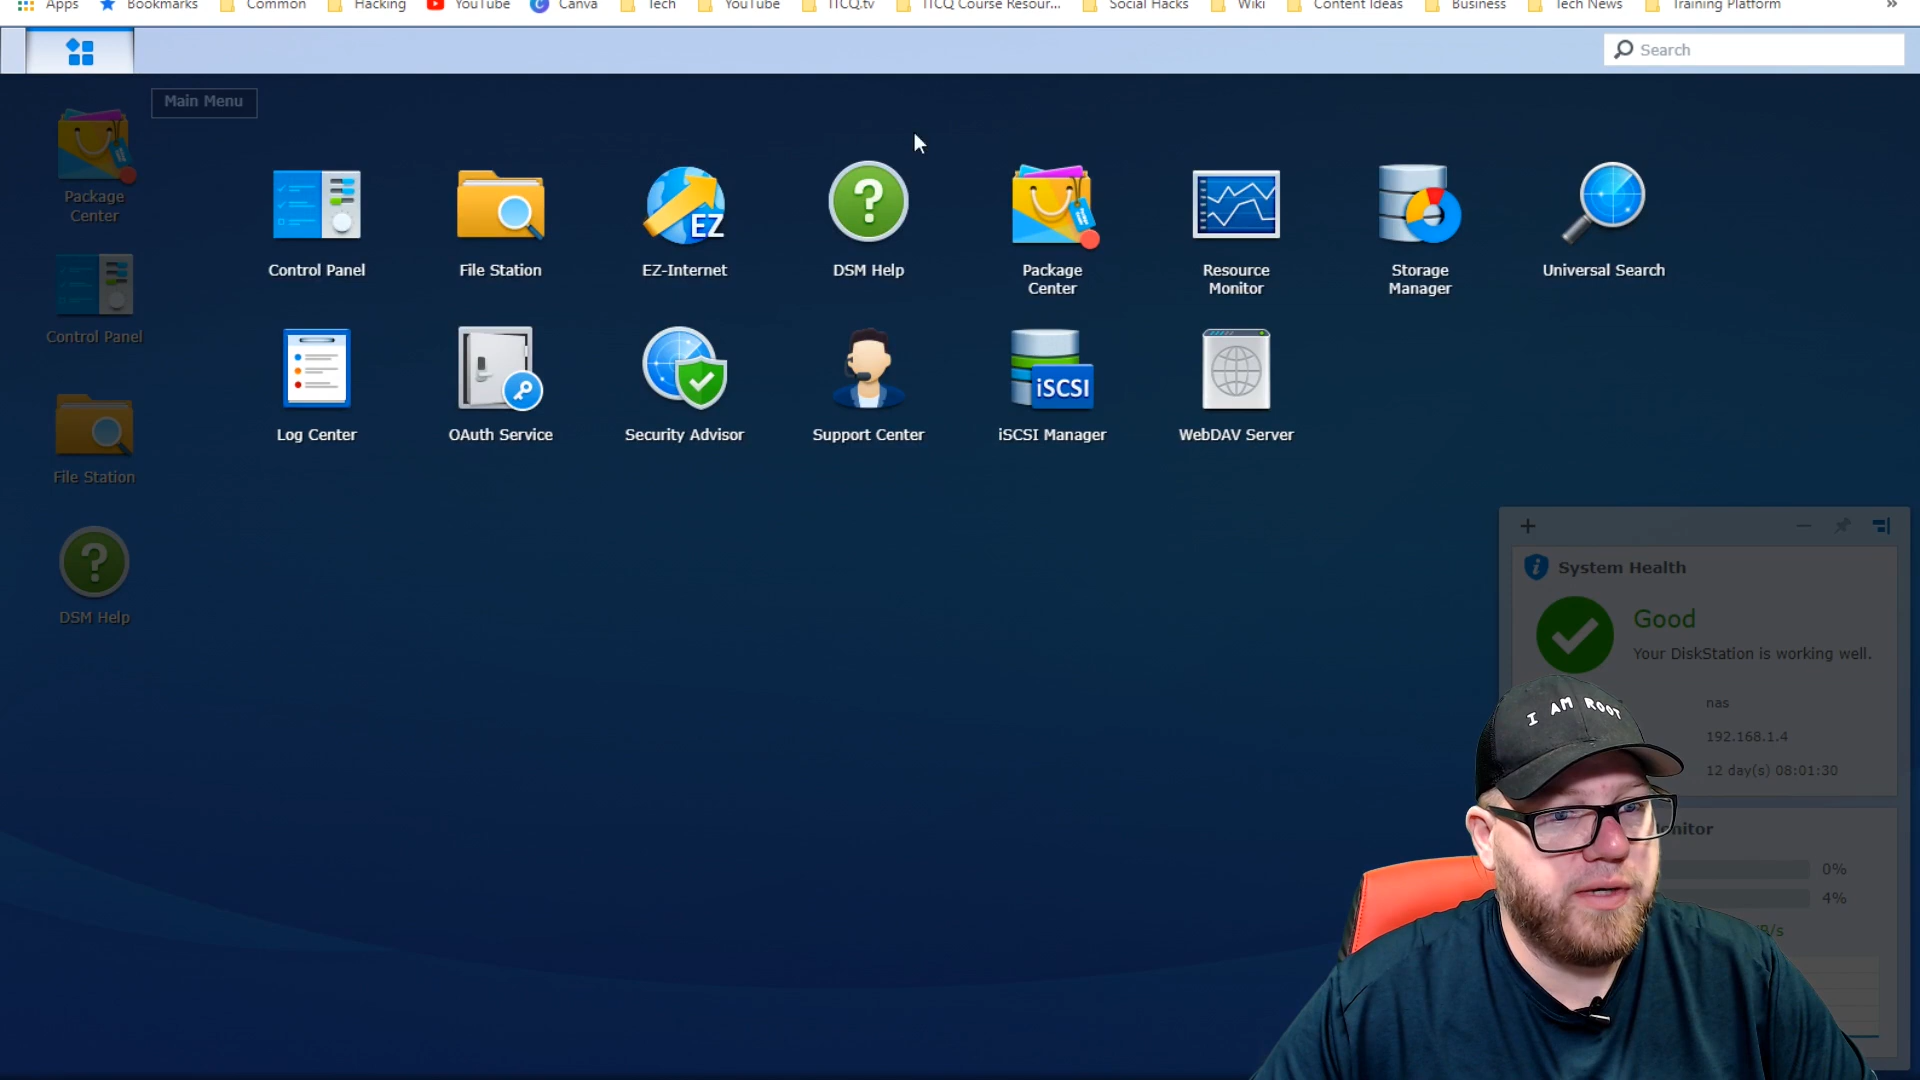 Apps
Bookmarks
Common
Hacking
YouTube
Canva
Tech
YouTube
ITCQ.tv
ITCQ Course Resour...
Social Hacks
Wiki
Content Ideas
Business
Tech News
Training Platform
»
Search
Main Menu
Package
Center
Control Panel
File Station
DSM Help
Control Panel
File Station
EZ
EZ-Internet
DSM Help
Package
Center
Resource
Monitor
Storage
Manager
Universal Search
Log Center
OAuth Service
Security Advisor
Support Center
iSCSI
iSCSI Manager
WebDAV Server
System Health
Good
Your DiskStation is working well.
nas
192.168.1.4
12 day(s) 08:01:30
I AM ROOT
onitor
0%
4%
B/s